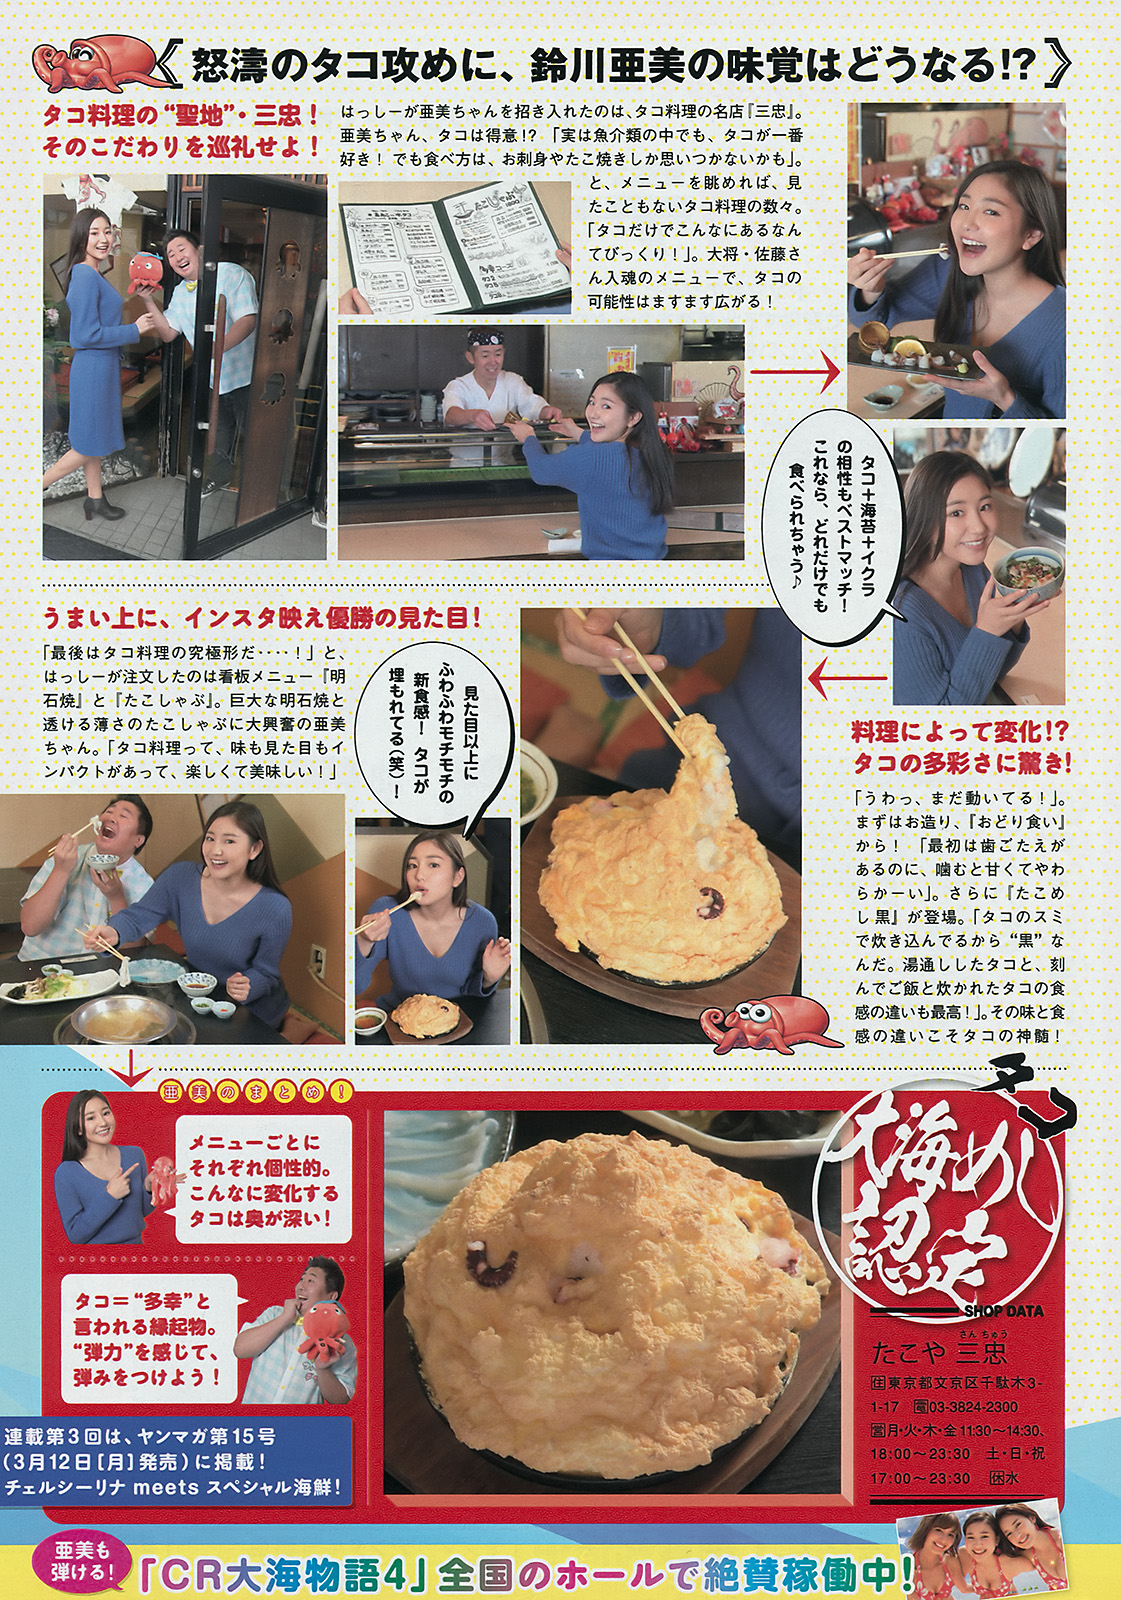 怒濤のタコ攻めに、鈴川亜美の味覚はどうなる!?
タコ料理の“聖地”・三忠！
そのこだわりを巡礼せよ！
はっしーが亜美ちゃんを招き入れたのは、タコ料理の名店『三忠』。
亜美ちゃん、タコは得意!? 「実は魚介類の中でも、タコが一番
好き！ でも食べ方は、お刺身やたこ焼きしか思いつかないかも」。
と、メニューを眺めれば、見
たこともないタコ料理の数々。
「タコだけでこんなにあるなん
てびっくり！」。大将・佐藤さ
ん入魂のメニューで、タコの
可能性はますます広がる！
たこしゃぶ
タコ＋海苔＋イクラ
の相性もベストマッチ！
これなら、どれだけでも
食べられちゃう♪
料理によって変化!?
タコの多彩さに驚き！
「うわっ、まだ動いてる！」。
まずはお造り、『おどり食い』
から！ 「最初は歯ごたえが
あるのに、噛むと甘くてやわ
らかーい」。さらに『たこめ
し黒』が登場。「タコのスミ
で炊き込んでるから“黒”な
んだ。湯通ししたタコと、刻
んでご飯と炊かれたタコの食
感の違いも最高！」。その味と食
感の違いこそタコの神髄！
うまい上に、インスタ映え優勝の見た目！
「最後はタコ料理の究極形だ‥‥！」と、
はっしーが注文したのは看板メニュー『明
石焼』と『たこしゃぶ』。巨大な明石焼と
透ける薄さのたこしゃぶに大興奮の亜美
ちゃん。「タコ料理って、味も見た目もイ
ンパクトがあって、楽しくて美味しい！」
見た目以上に
ふわふわモチモチの
新食感！ タコが
埋もれてる（笑）！
亜美のまとめ！
メニューごとに
それぞれ個性的。
こんなに変化する
タコは奥が深い！
タコ＝“多幸”と
言われる縁起物。
“弾力”を感じて、
弾みをつけよう！
タコ
大海めし
認定
SHOP DATA
さんちゅう
たこや 三忠
住東京都文京区千駄木3-
1-17 電03-3824-2300
営月・火・木・金11:30〜14:30、
18:00〜23:30 土・日・祝
17:00〜23:30 休水
連載第3回は、ヤンマガ第15号
（3月12日［月］発売）に掲載！
チェルシーリナ meets スペシャル海鮮！
亜美も
弾ける！
「CR大海物語4」全国のホールで絶賛稼働中！